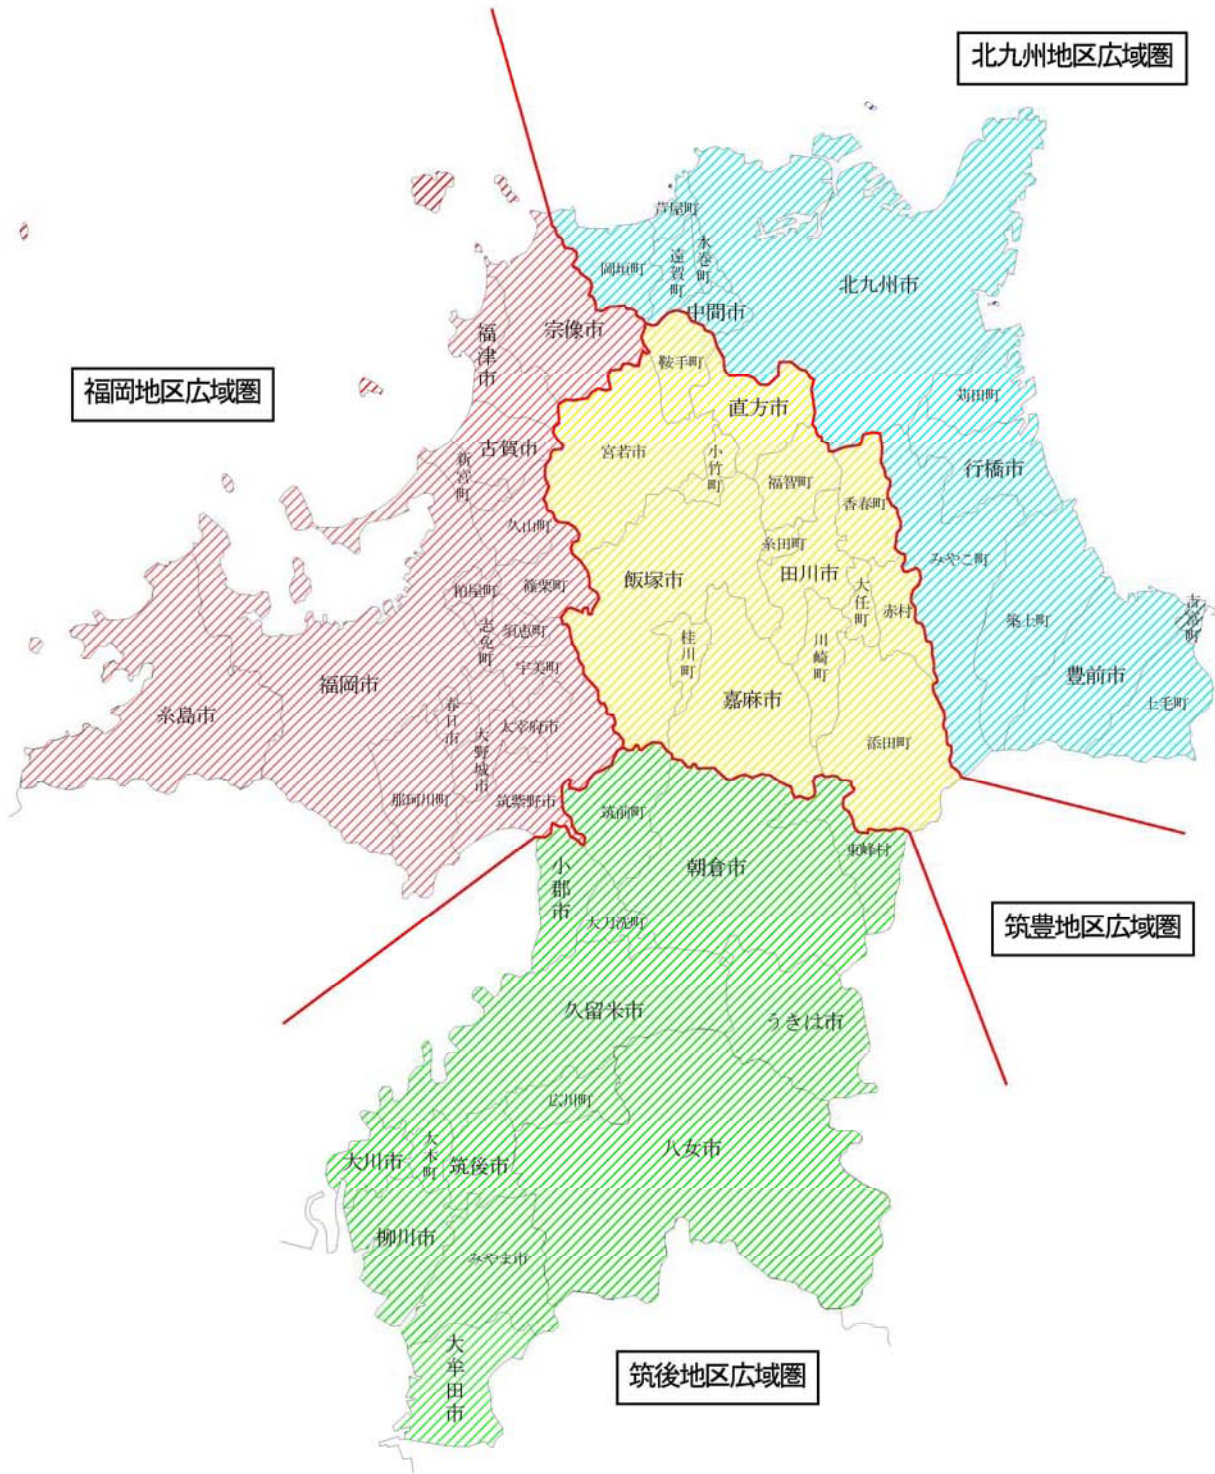 北九州地区広域圏
芦屋町
水巻町
遠賀町
岡垣町
北九州市
中間市
宗像市
福津市
鞍手町
福岡地区広域圏
直方市
苅田町
古賀市
宮若市
小竹町
新宮町
行橋市
福智町
香春町
久山町
みやこ町
糸田町
飯塚市
田川市
大任町
篠栗町
粕屋町
赤村
吉富町
築上町
須恵町
志免町
桂川町
川崎町
宇美町
豊前市
福岡市
嘉麻市
上毛町
糸島市
春日市
太宰府市
大野城市
添田町
那珂川町
筑紫野市
筑前町
東峰村
朝倉市
小郡市
大刀洗町
筑豊地区広域圏
久留米市
うきは市
広川町
八女市
大木町
大川市
筑後市
柳川市
みやま市
大牟田市
筑後地区広域圏